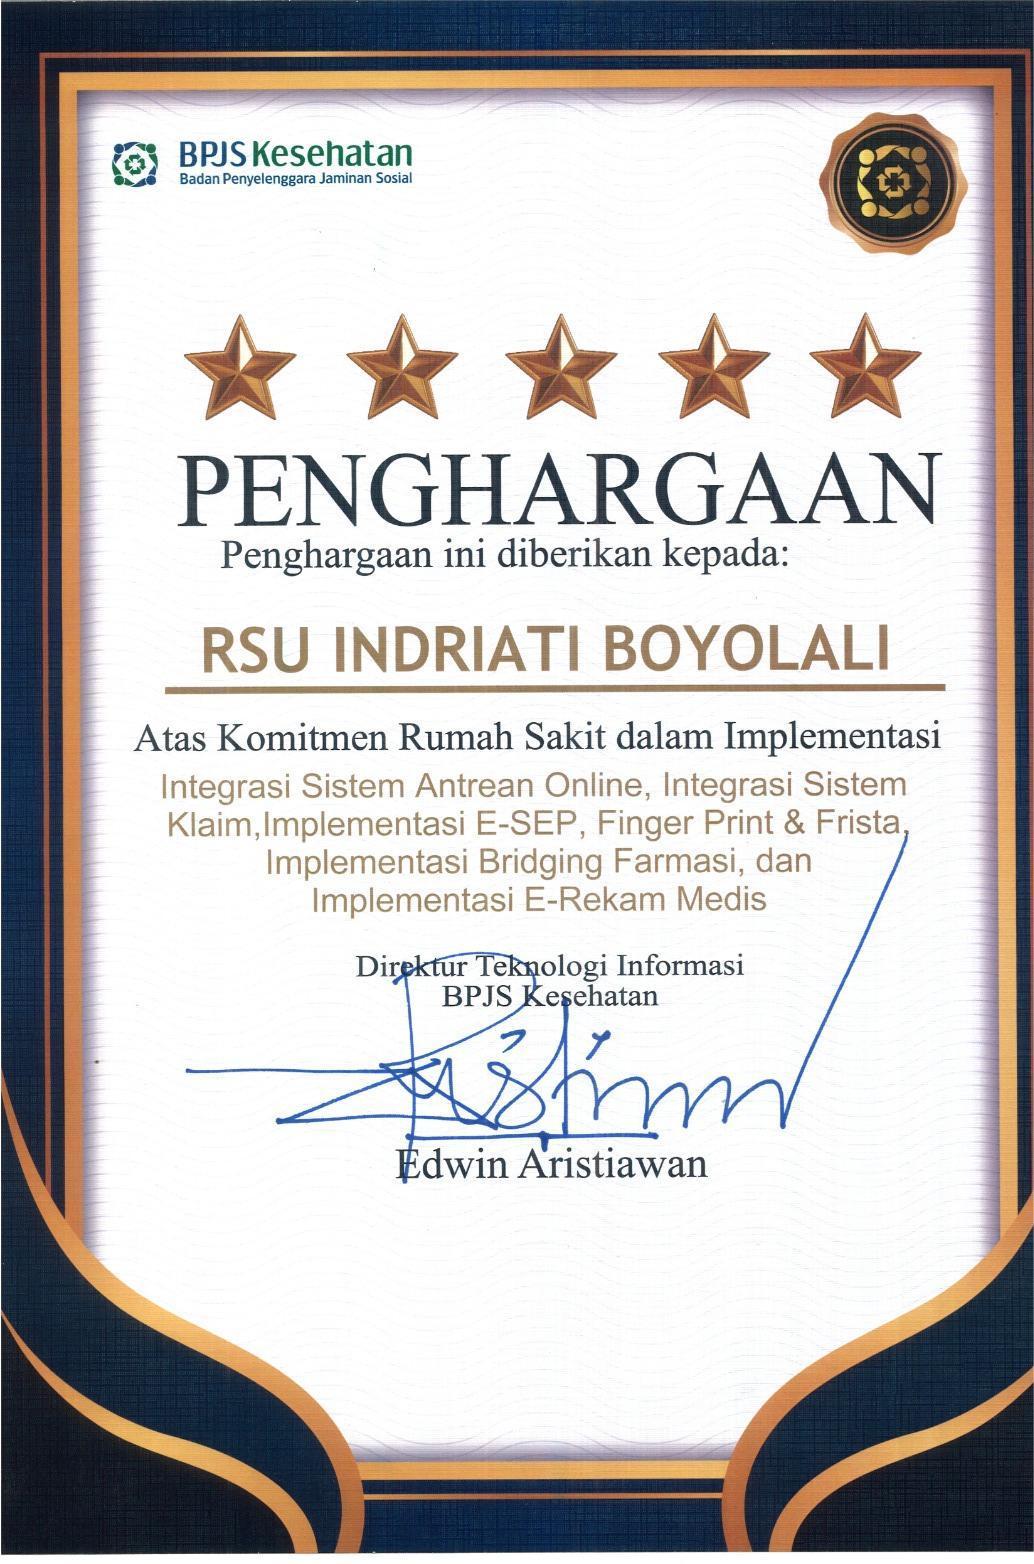 BPJS Kesehatan
Badan Penyelenggara Jaminan Sosial
PENGHARGAAN
Penghargaan ini diberikan kepada:
RSU INDRIATI BOYOLALI
Atas Komitmen Rumah Sakit dalam Implementasi
Integrasi Sistem Antrean Online, Integrasi Sistem
Klaim,Implementasi E-SEP, Finger Print & Frista,
Implementasi Bridging Farmasi, dan
Implementasi E-Rekam Medis
Direktur Teknologi Informasi
BPJS Kesehatan
Edwin Aristiawan